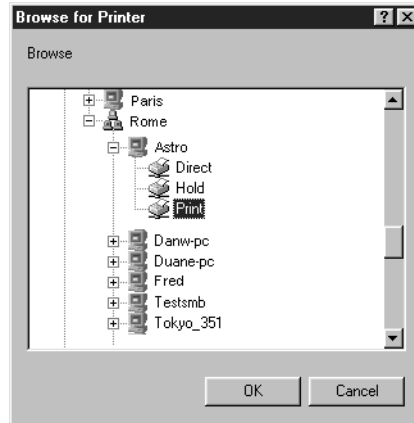 Browse for Printer
Browse
Paris
Rome
Astro
Direct
Hold
Print
Danw-pc
Duane-pc
Fred
Testsmb
Tokyo_351
OK
Cancel